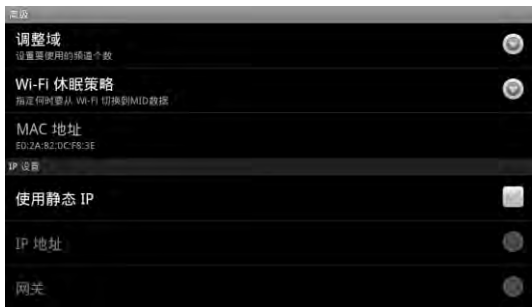 高级
调整域
设置要使用的频道个数
Wi-Fi 休眠策略
指定何时要从 Wi-Fi 切换到MID数据
MAC 地址
E0:2A:82:0C:F8:3E
IP 设置
使用静态 IP
IP 地址
网关